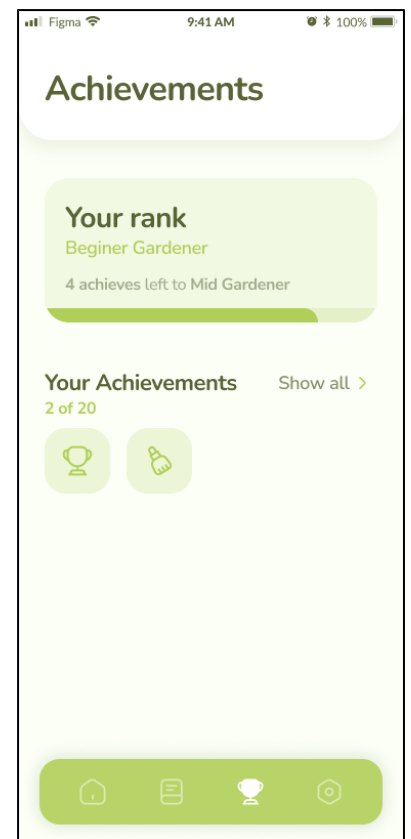 Figma 9:41 AM 100%
Achievements
Your rank
Beginer Gardener
4 achieves left to Mid Gardener
Your Achievements Show all >
2 of 20